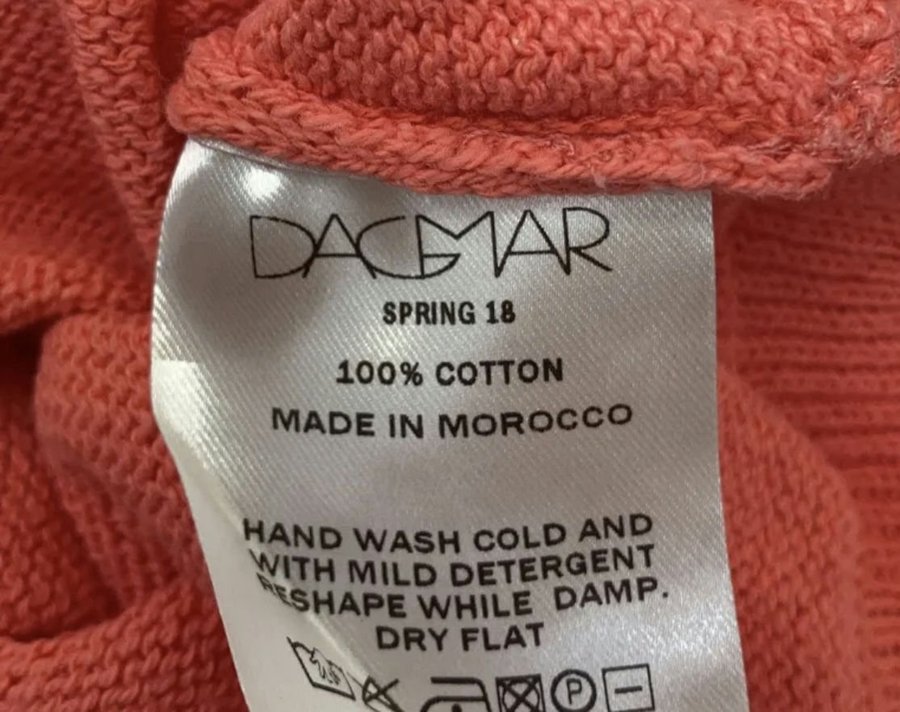 DAGMAR
SPRING 18
100% COTTON
MADE IN MOROCCO
HAND WASH COLD AND
WITH MILD DETERGENT
RESHAPE WHILE DAMP.
DRY FLAT
P